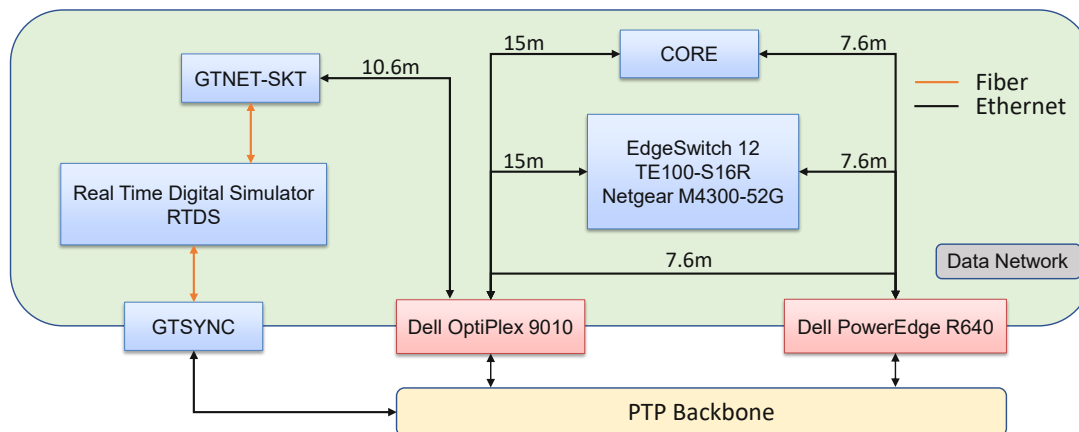 15m
CORE
7.6m
GTNET-SKT
10.6m
Fiber
Ethernet
EdgeSwitch 12
TE100-S16R
Netgear M4300-52G
15m
7.6m
Real Time Digital Simulator
RTDS
7.6m
Data Network
GTSYNC
Dell OptiPlex 9010
Dell PowerEdge R640
PTP Backbone